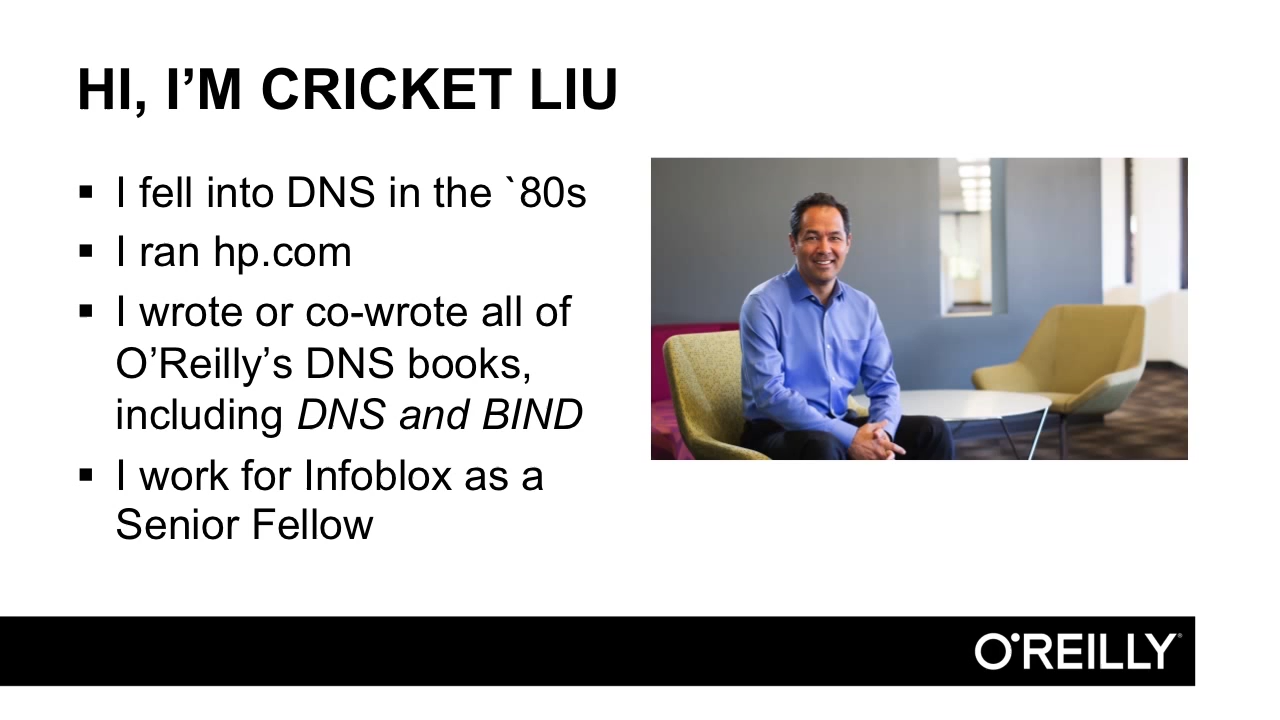 HI, I’M CRICKET LIU
▪ I fell into DNS in the `80s
▪ I ran hp.com
▪ I wrote or co-wrote all of
O’Reilly’s DNS books,
including DNS and BIND
▪ I work for Infoblox as a
Senior Fellow
O’REILLY®